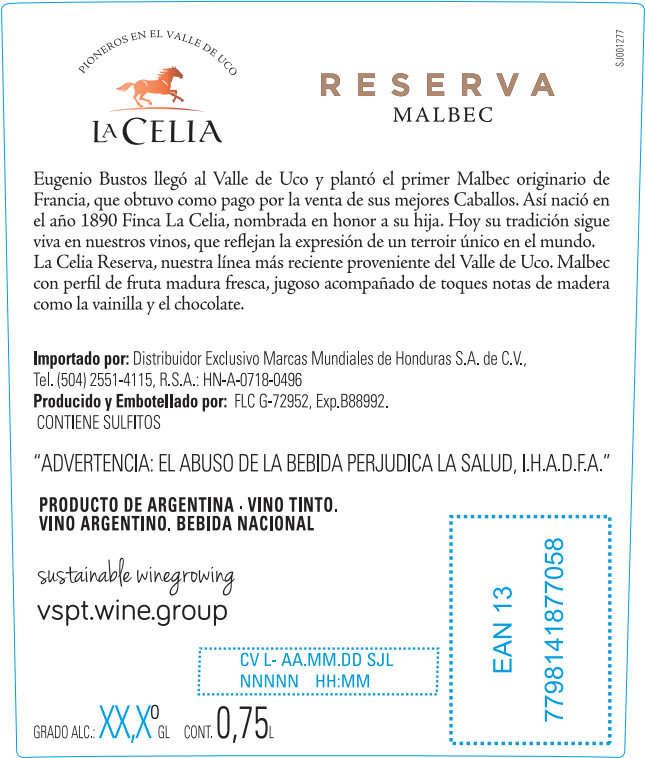 PIONEROS EN EL VALLE DE UCO
LA CELIA
RESERVA
MALBEC
SJ001277
Eugenio Bustos llegó al Valle de Uco y plantó el primer Malbec originario de
Francia, que obtuvo como pago por la venta de sus mejores Caballos. Así nació en
el año 1890 Finca La Celia, nombrada en honor a su hija. Hoy su tradición sigue
viva en nuestros vinos, que reflejan la expresión de un terroir único en el mundo.
La Celia Reserva, nuestra línea más reciente proveniente del Valle de Uco. Malbec
con perfil de fruta madura fresca, jugoso acompañado de toques notas de madera
como la vainilla y el chocolate.
Importado por: Distribuidor Exclusivo Marcas Mundiales de Honduras S.A. de C.V.,
Tel. (504) 2551-4115, R.S.A.: HN-A-0718-0496
Producido y Embotellado por: FLC G-72952, Exp.B88992.
CONTIENE SULFITOS
“ADVERTENCIA: EL ABUSO DE LA BEBIDA PERJUDICA LA SALUD, I.H.A.D.F.A.”
PRODUCTO DE ARGENTINA · VINO TINTO.
VINO ARGENTINO. BEBIDA NACIONAL
sustainable winegrowing
vspt.wine.group
CV L- AA.MM.DD SJL
NNNNN HH:MM
GRADO ALC.: XX,X° GL CONT. 0,75L
EAN 13
7798141877058